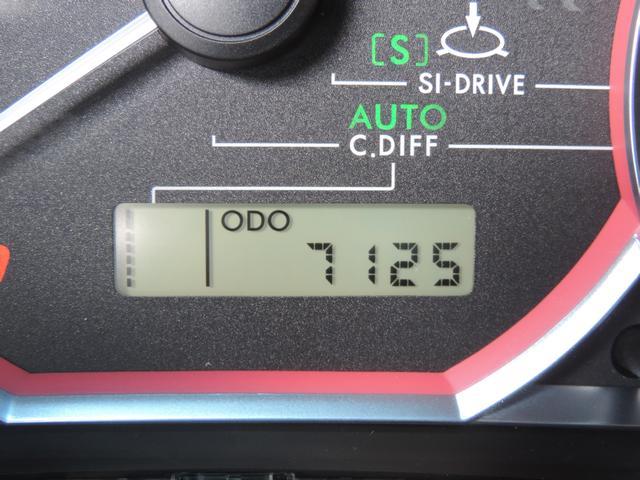 [S]
SI-DRIVE
AUTO
C.DIFF
ODO
7125